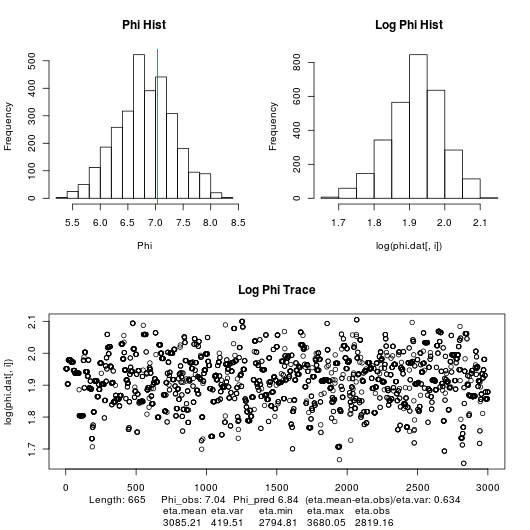 Phi Hist
Log Phi Hist
Frequency
0 100 200 300 400 500
5.5 6.0 6.5 7.0 7.5 8.0 8.5
Phi
Frequency
0 200 400 600 800
1.7 1.8 1.9 2.0 2.1
log(phi.dat[, i])
Log Phi Trace
log(phi.dat[, i])
1.7 1.8 1.9 2.0 2.1
0 500 1000 1500 2000 2500 3000
Length: 665 Phi_obs: 7.04 Phi_pred 6.84 (eta.mean-eta.obs)/eta.var: 0.634
eta.mean eta.var eta.min eta.max eta.obs
3085.21 419.51 2794.81 3680.05 2819.16